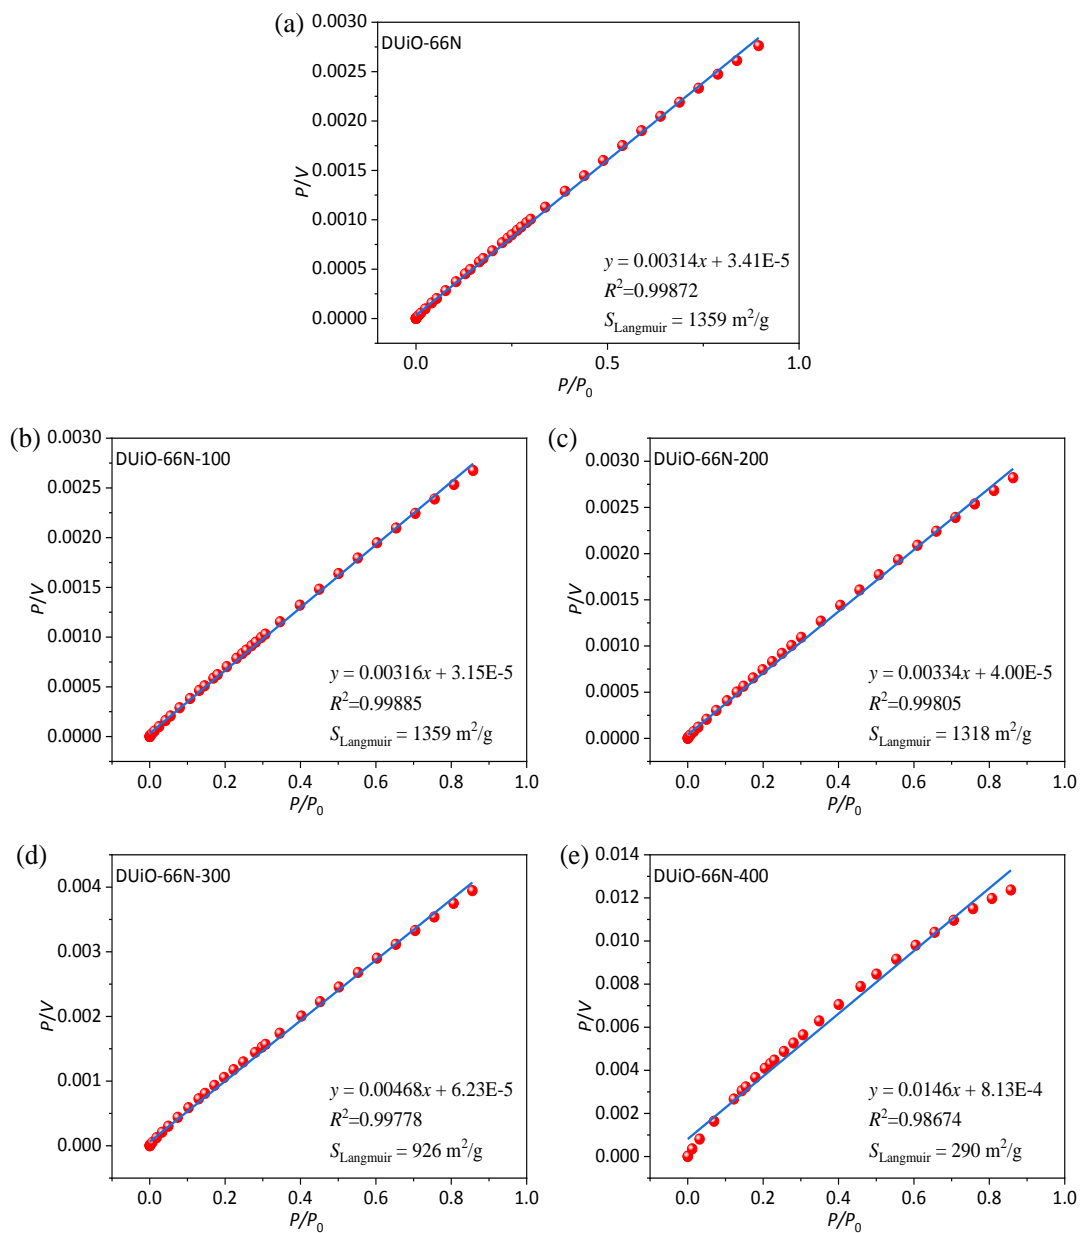 (a)
DUiO-66N
0.0030
0.0025
0.0020
0.0015
0.0010
0.0005
0.0000
P/V
y = 0.00314x + 3.41E-5
R²=0.99872
S_Langmuir = 1359 m²/g
0.0 0.5 1.0
P/P₀
(b)
DUiO-66N-100
0.0030
0.0025
0.0020
0.0015
0.0010
0.0005
0.0000
P/V
y = 0.00316x + 3.15E-5
R²=0.99885
S_Langmuir = 1359 m²/g
0.0 0.2 0.4 0.6 0.8 1.0
P/P₀
(c)
DUiO-66N-200
0.0030
0.0025
0.0020
0.0015
0.0010
0.0005
0.0000
P/V
y = 0.00334x + 4.00E-5
R²=0.99805
S_Langmuir = 1318 m²/g
0.0 0.2 0.4 0.6 0.8 1.0
P/P₀
(d)
DUiO-66N-300
0.004
0.003
0.002
0.001
0.000
P/V
y = 0.00468x + 6.23E-5
R²=0.99778
S_Langmuir = 926 m²/g
0.0 0.2 0.4 0.6 0.8 1.0
P/P₀
(e)
DUiO-66N-400
0.014
0.012
0.010
0.008
0.006
0.004
0.002
0.000
P/V
y = 0.0146x + 8.13E-4
R²=0.98674
S_Langmuir = 290 m²/g
0.0 0.2 0.4 0.6 0.8 1.0
P/P₀